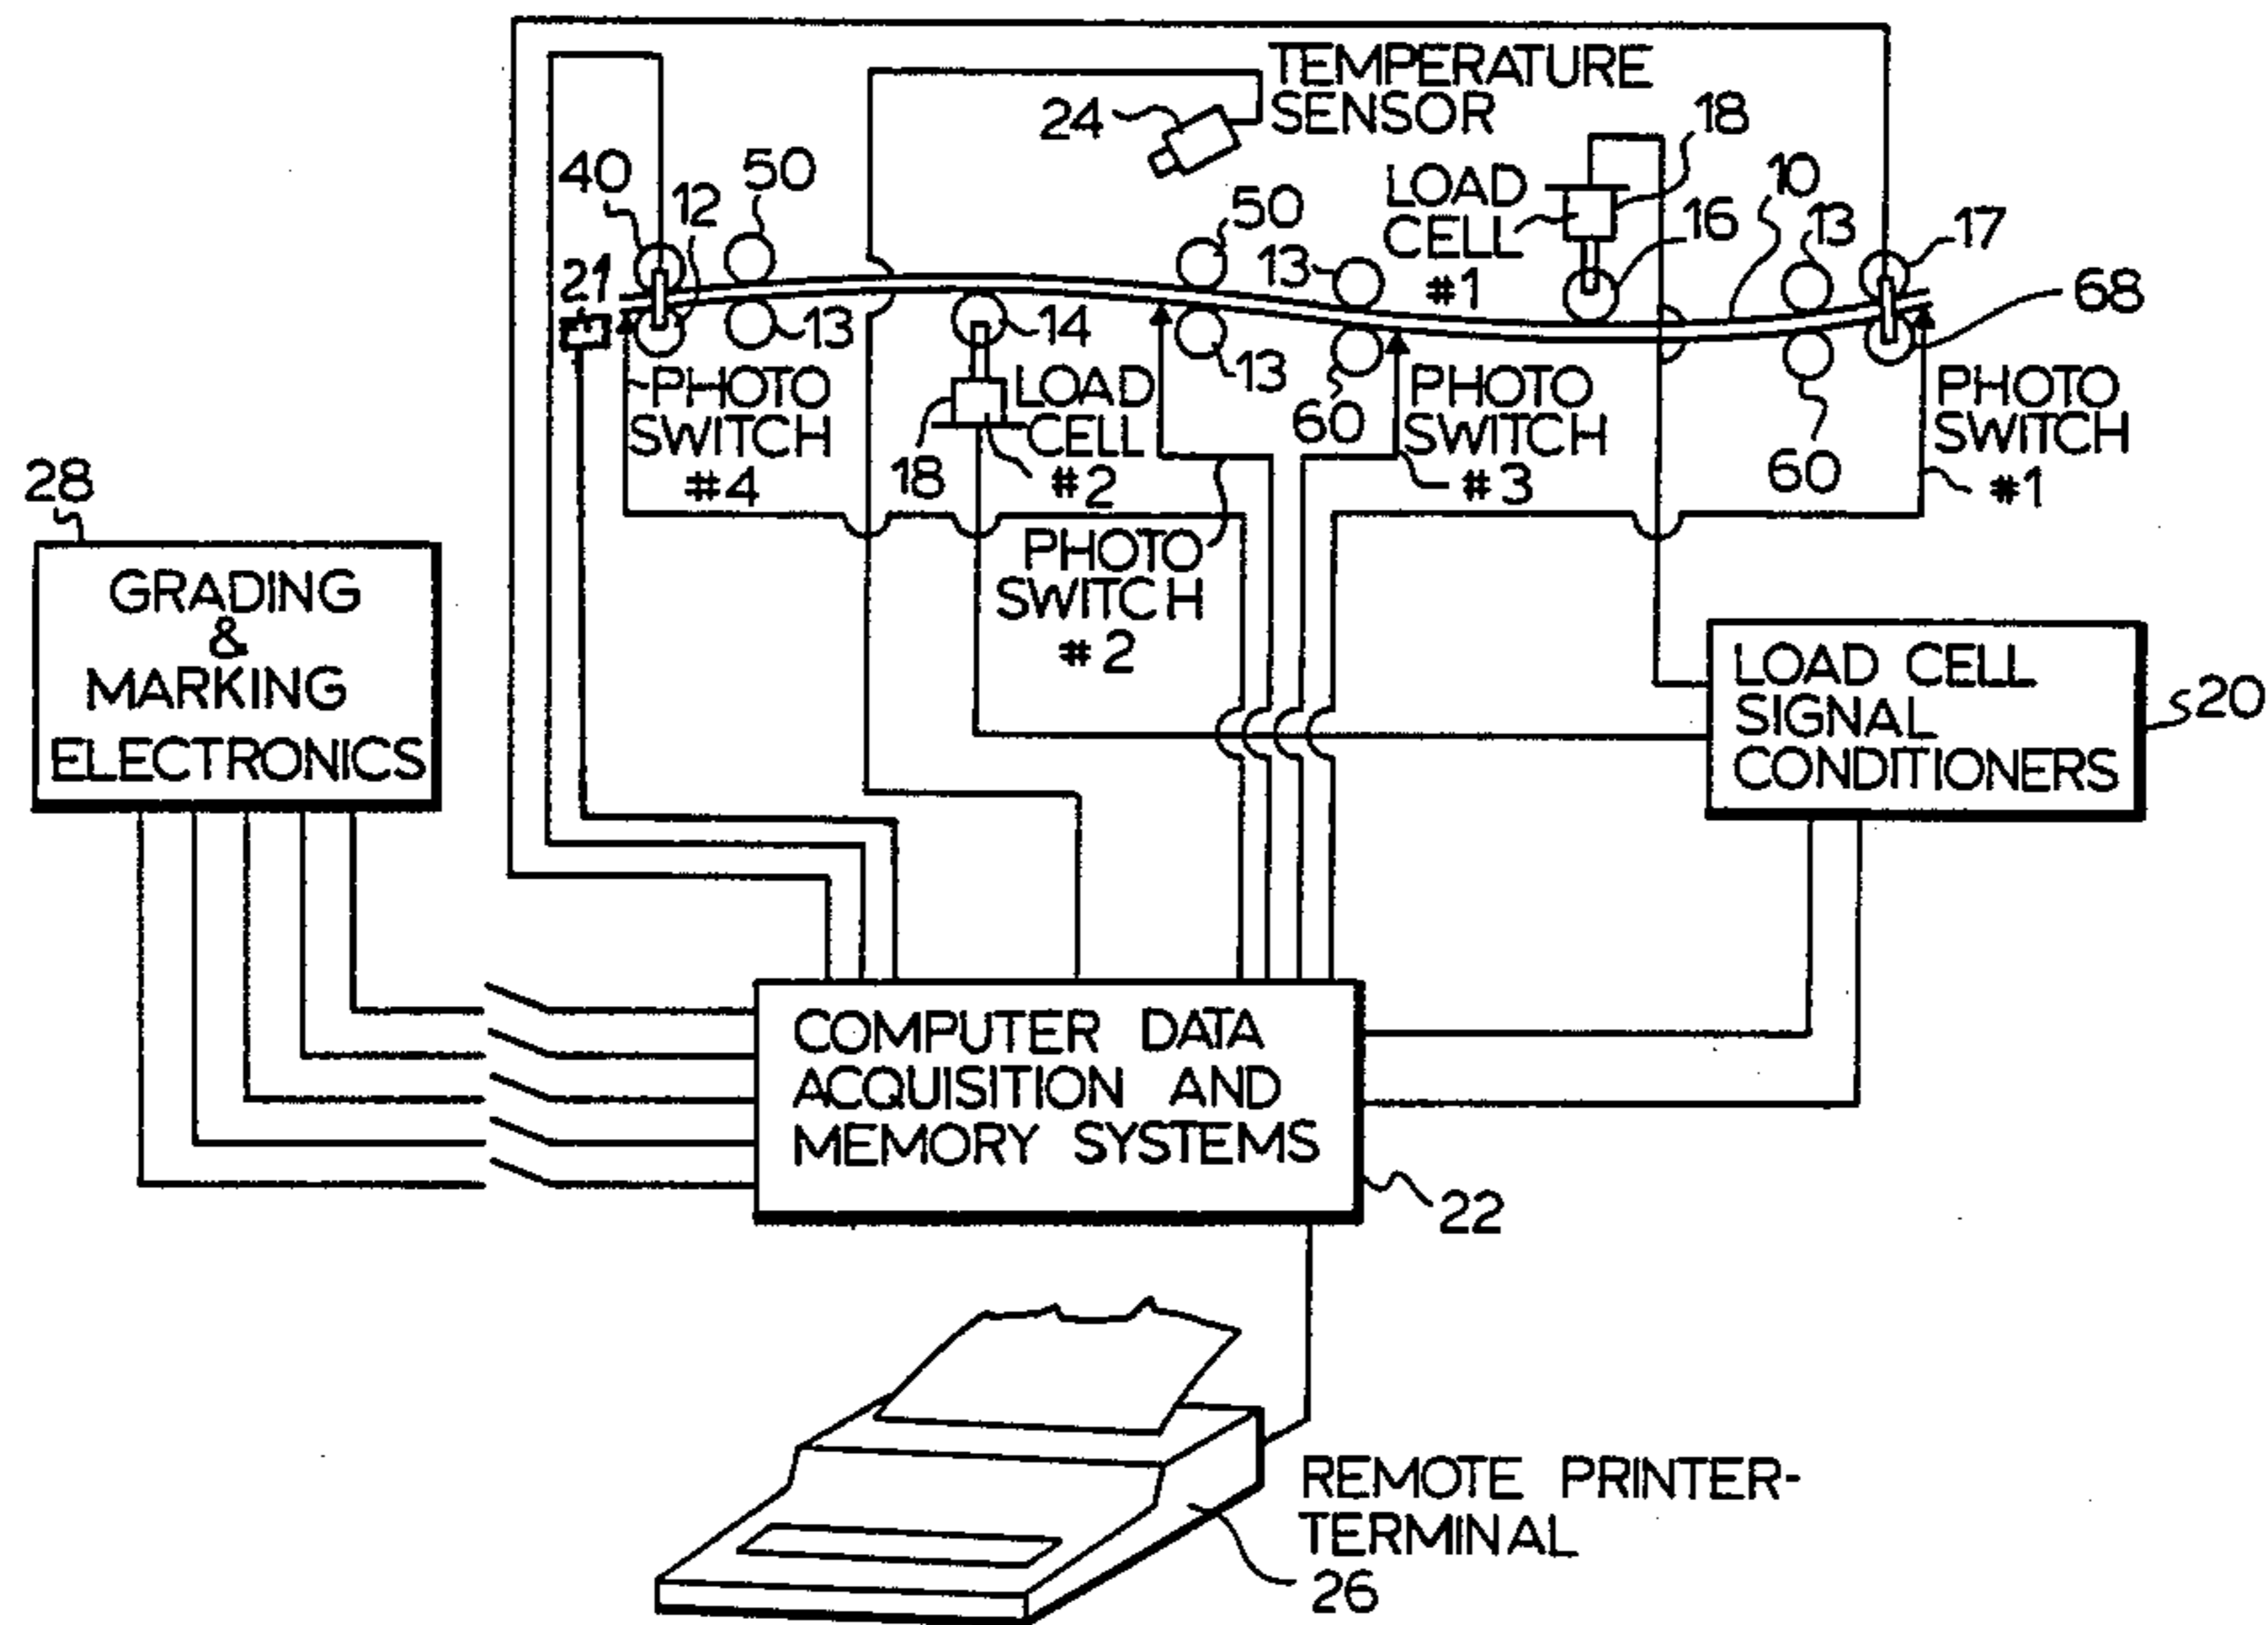 TEMPERATURE
SENSOR
24
18
40
12
50
LOAD
CELL
#1
10
13
16
17
50
13
21
13
14
13
68
PHOTO
SWITCH
#4
18
LOAD
CELL
#2
60
PHOTO
SWITCH
#3
60
PHOTO
SWITCH
#1
PHOTO
SWITCH
#2
28
GRADING
&
MARKING
ELECTRONICS
LOAD CELL
SIGNAL
CONDITIONERS
20
COMPUTER DATA
ACQUISITION AND
MEMORY SYSTEMS
22
REMOTE PRINTER-
TERMINAL
26